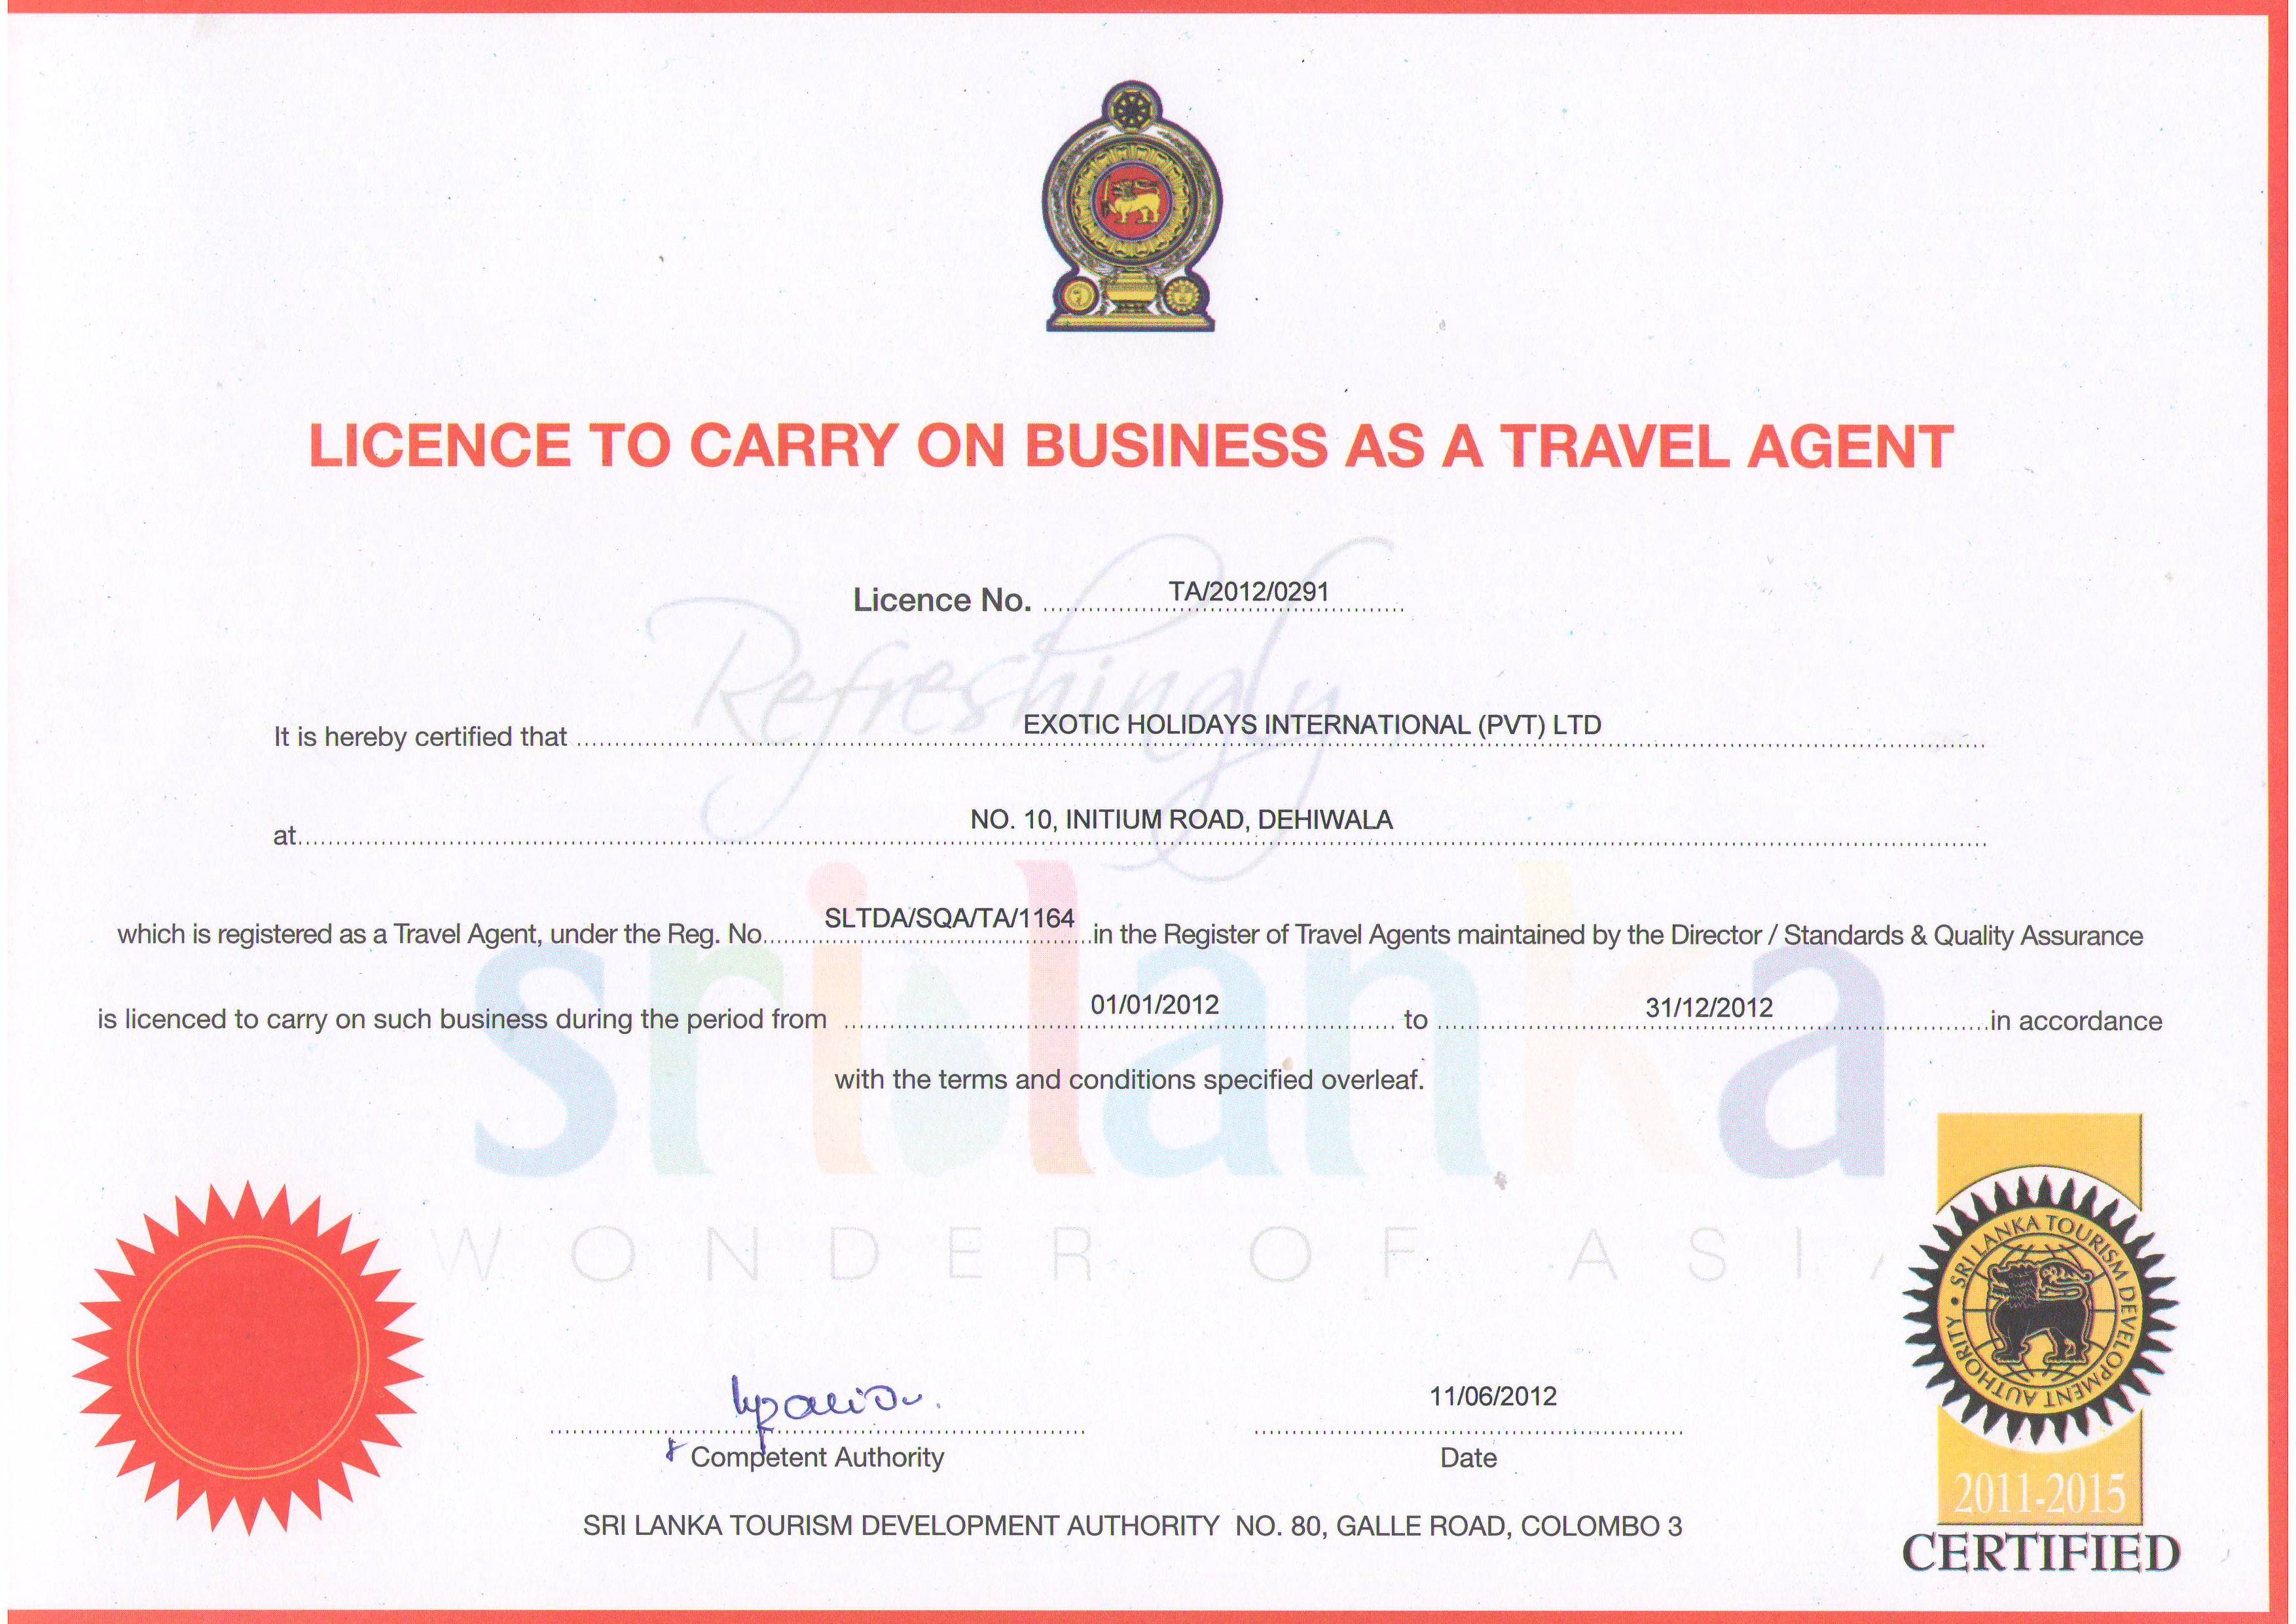 LICENCE TO CARRY ON BUSINESS AS A TRAVEL AGENT
Licence No. TA/2012/0291
Refreshingly
It is hereby certified that EXOTIC HOLIDAYS INTERNATIONAL (PVT) LTD
at NO. 10, INITIUM ROAD, DEHIWALA
which is registered as a Travel Agent, under the Reg. No. SLTDA/SQA/TA/1164 in the Register of Travel Agents maintained by the Director / Standards & Quality Assurance
sri lanka
is licenced to carry on such business during the period from 01/01/2012 to 31/12/2012 in accordance
with the terms and conditions specified overleaf.
WONDER OF ASIA
SRI LANKA TOURISM DEVELOPMENT AUTHORITY
11/06/2012
Competent Authority
Date
2011-2015
SRI LANKA TOURISM DEVELOPMENT AUTHORITY NO. 80, GALLE ROAD, COLOMBO 3
CERTIFIED